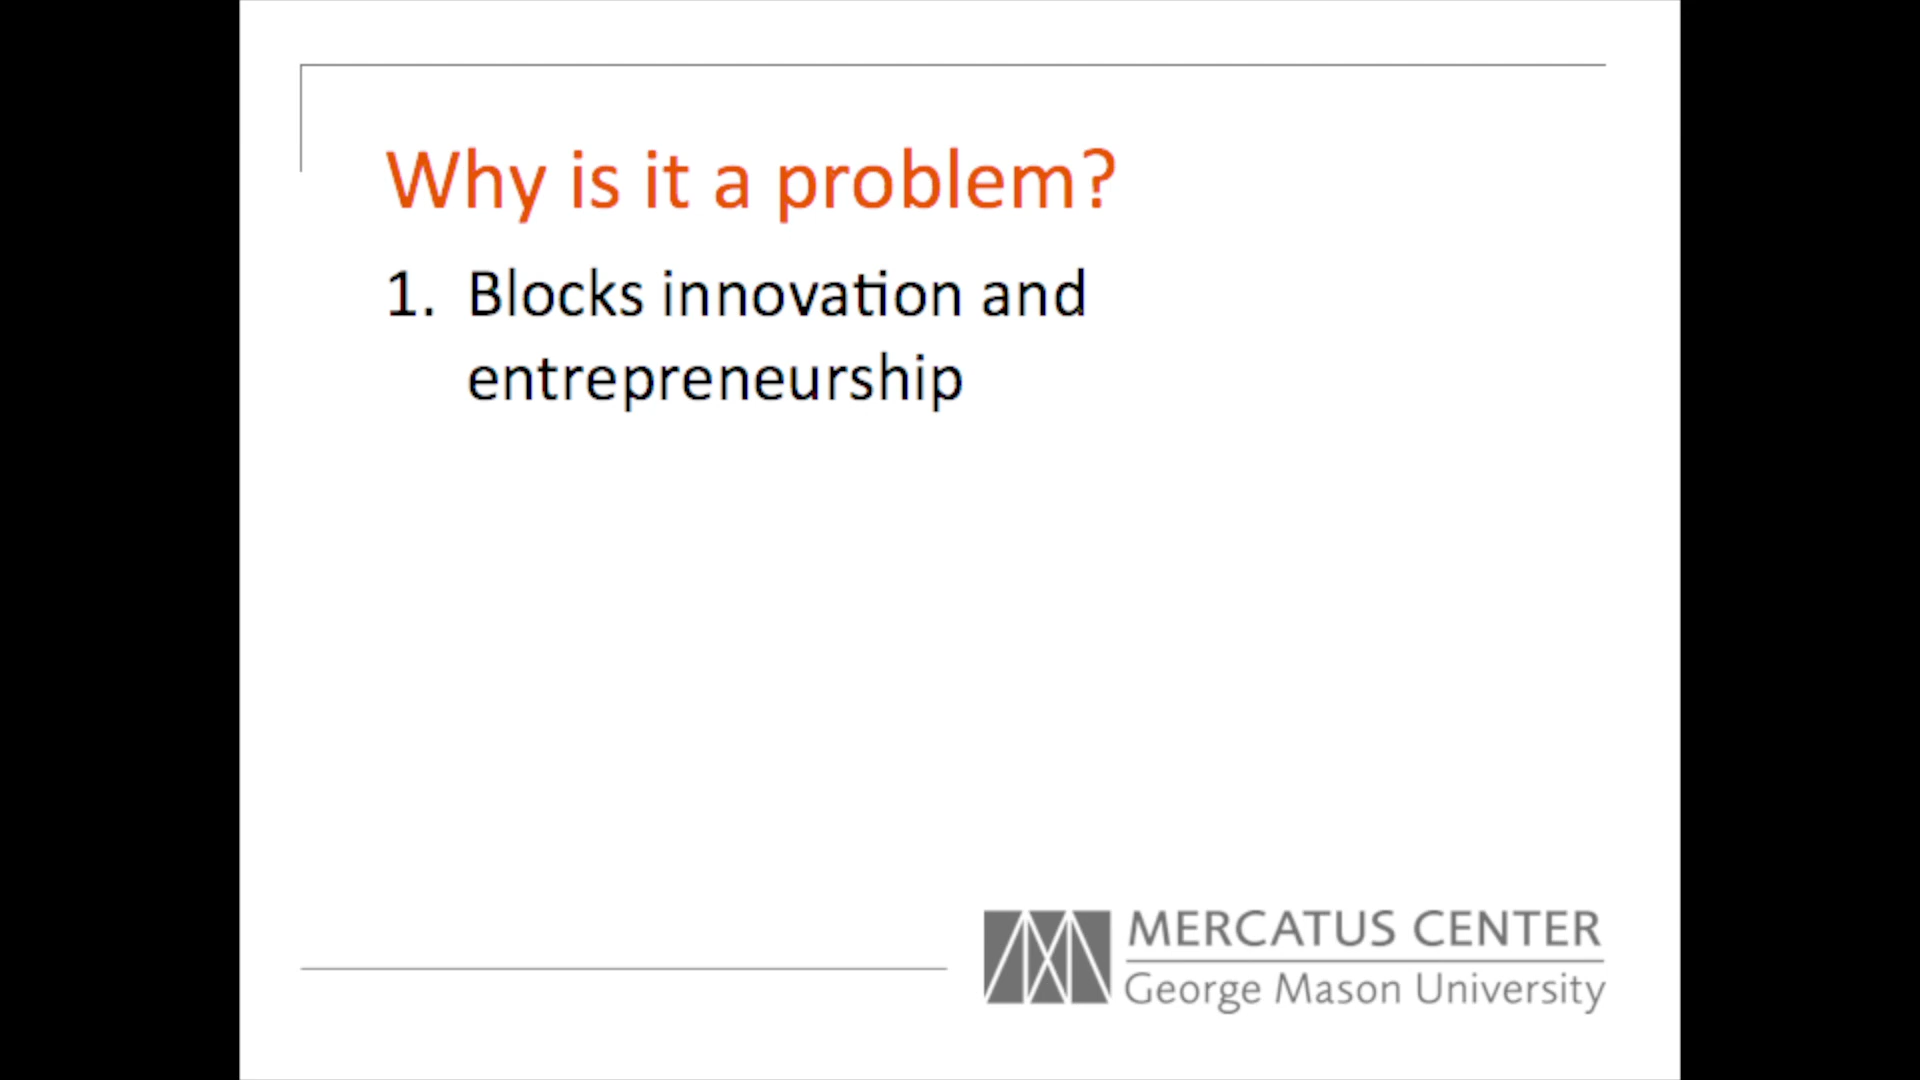 Why is it a problem?
1. Blocks innovation and
entrepreneurship
MERCATUS CENTER
George Mason University